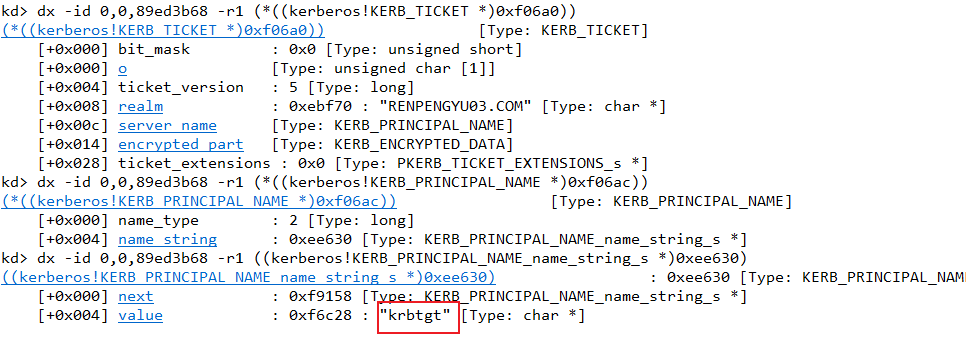 kd> dx -id 0,0,89ed3b68 -r1 (*((kerberos!KERB_TICKET *)0xf06a0))
(*((kerberos!KERB_TICKET *)0xf06a0)) [Type: KERB_TICKET]
[+0x000] bit_mask : 0x0 [Type: unsigned short]
[+0x000] o [Type: unsigned char [1]]
[+0x004] ticket_version : 5 [Type: long]
[+0x008] realm : 0xebf70 : "RENPENGYU03.COM" [Type: char *]
[+0x00c] server_name [Type: KERB_PRINCIPAL_NAME]
[+0x014] encrypted_part [Type: KERB_ENCRYPTED_DATA]
[+0x028] ticket_extensions : 0x0 [Type: PKERB_TICKET_EXTENSIONS_s *]
kd> dx -id 0,0,89ed3b68 -r1 (*((kerberos!KERB_PRINCIPAL_NAME *)0xf06ac))
(*((kerberos!KERB_PRINCIPAL_NAME *)0xf06ac)) [Type: KERB_PRINCIPAL_NAME]
[+0x000] name_type : 2 [Type: long]
[+0x004] name_string : 0xee630 [Type: KERB_PRINCIPAL_NAME_name_string_s *]
kd> dx -id 0,0,89ed3b68 -r1 ((kerberos!KERB_PRINCIPAL_NAME_name_string_s *)0xee630)
((kerberos!KERB_PRINCIPAL_NAME_name_string_s *)0xee630) : 0xee630 [Type: KERB_PRINCIPAL_NAM
[+0x000] next : 0xf9158 [Type: KERB_PRINCIPAL_NAME_name_string_s *]
[+0x004] value : 0xf6c28 : "krbtgt" [Type: char *]